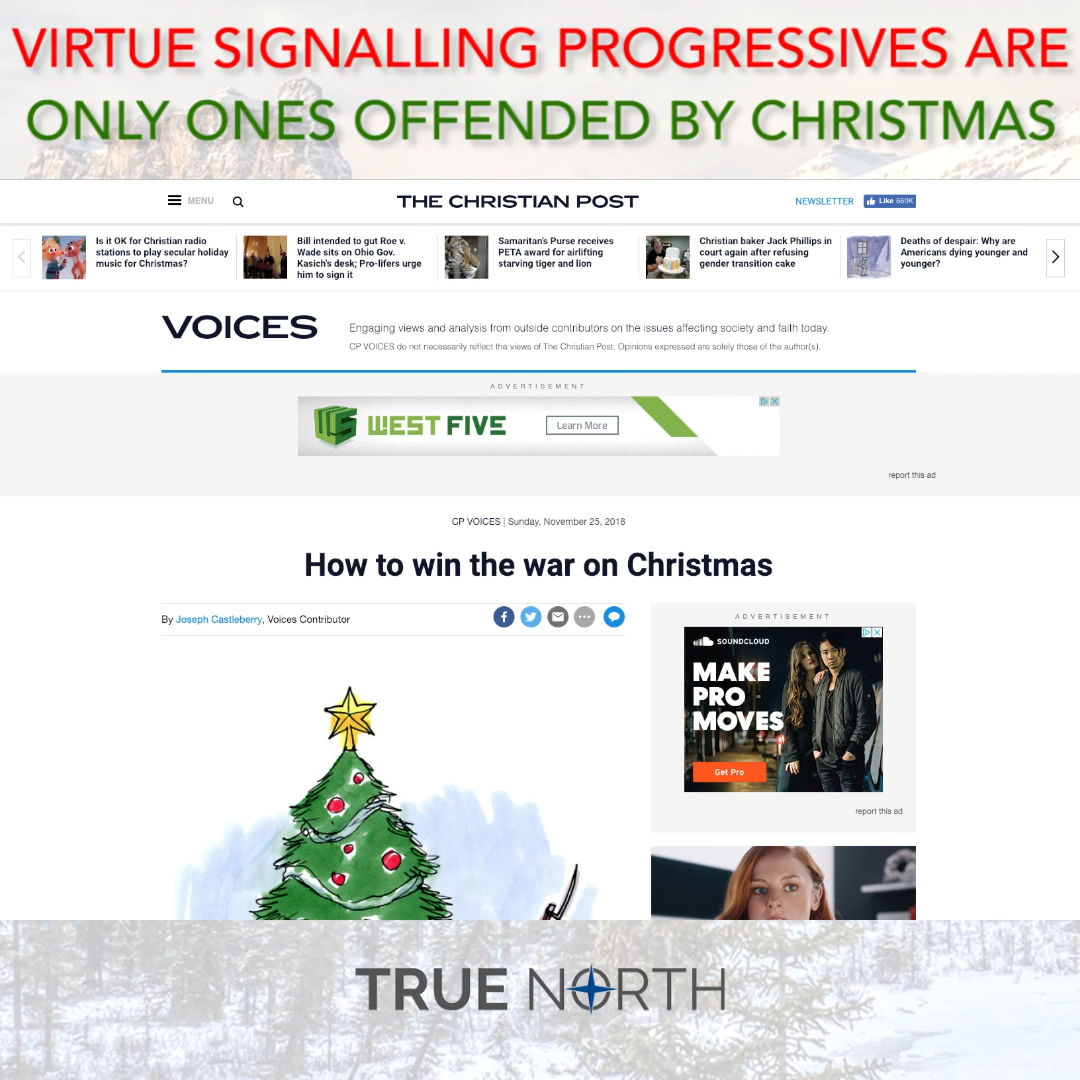 VIRTUE SIGNALLING PROGRESSIVES ARE
ONLY ONES OFFENDED BY CHRISTMAS
MENU
THE CHRISTIAN POST
NEWSLETTER
Like 660K
Is it OK for Christian radio
stations to play secular holiday
music for Christmas?
Bill intended to gut Roe v.
Wade sits on Ohio Gov.
Kasich's desk; Pro-lifers urge
him to sign it
Samaritan's Purse receives
PETA award for airlifting
starving tiger and lion
Christian baker Jack Phillips in
court again after refusing
gender transition cake
Deaths of despair: Why are
Americans dying younger and
younger?
VOICES
Engaging views and analysis from outside contributors on the issues affecting society and faith today.
CP VOICES do not necessarily reflect the views of The Christian Post. Opinions expressed are solely those of the author(s).
ADVERTISEMENT
WEST FIVE
Learn More
report this ad
CP VOICES | Sunday, November 25, 2018
How to win the war on Christmas
By Joseph Castleberry, Voices Contributor
ADVERTISEMENT
SOUNDCLOUD
MAKE
PRO
MOVES
Get Pro
report this ad
TRUE NORTH